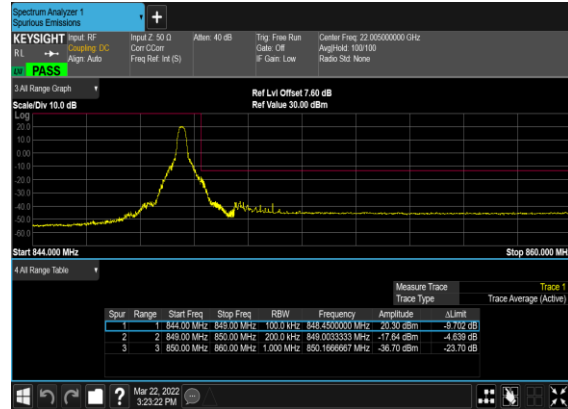 Spectrum Analyzer 1
Spurious Emissions
KEYSIGHT Input: RF Input Z: 50 Ω Atten: 40 dB Trig: Free Run Center Freq: 22.005000000 GHz
RL Coupling: DC Corr CCorr Gate: Off Avg|Hold: 100/100
Align: Auto Freq Ref: Int (S) IF Gain: Low Radio Std: None
PASS
3 All Range Graph
Ref Lvl Offset 7.60 dB
Scale/Div 10.0 dB Ref Value 30.00 dBm
Log
20.0
10.0
0.00
-10.0
-20.0
-30.0
-40.0
-50.0
-60.0
Start 844.000 MHz Stop 860.000 MH
4 All Range Table
Measure Trace Trace 1
Trace Type Trace Average (Active)
Spur Range Start Freq Stop Freq RBW Frequency Amplitude ΔLimit
1 1 844.00 MHz 849.00 MHz 100.0 kHz 848.4500000 MHz 20.30 dBm -9.702 dB
2 2 849.00 MHz 850.00 MHz 200.0 kHz 849.0033333 MHz -17.64 dBm -4.639 dB
3 3 850.00 MHz 860.00 MHz 1.000 MHz 850.1666667 MHz -36.70 dBm -23.70 dB
? Mar 22, 2022
3:23:22 PM